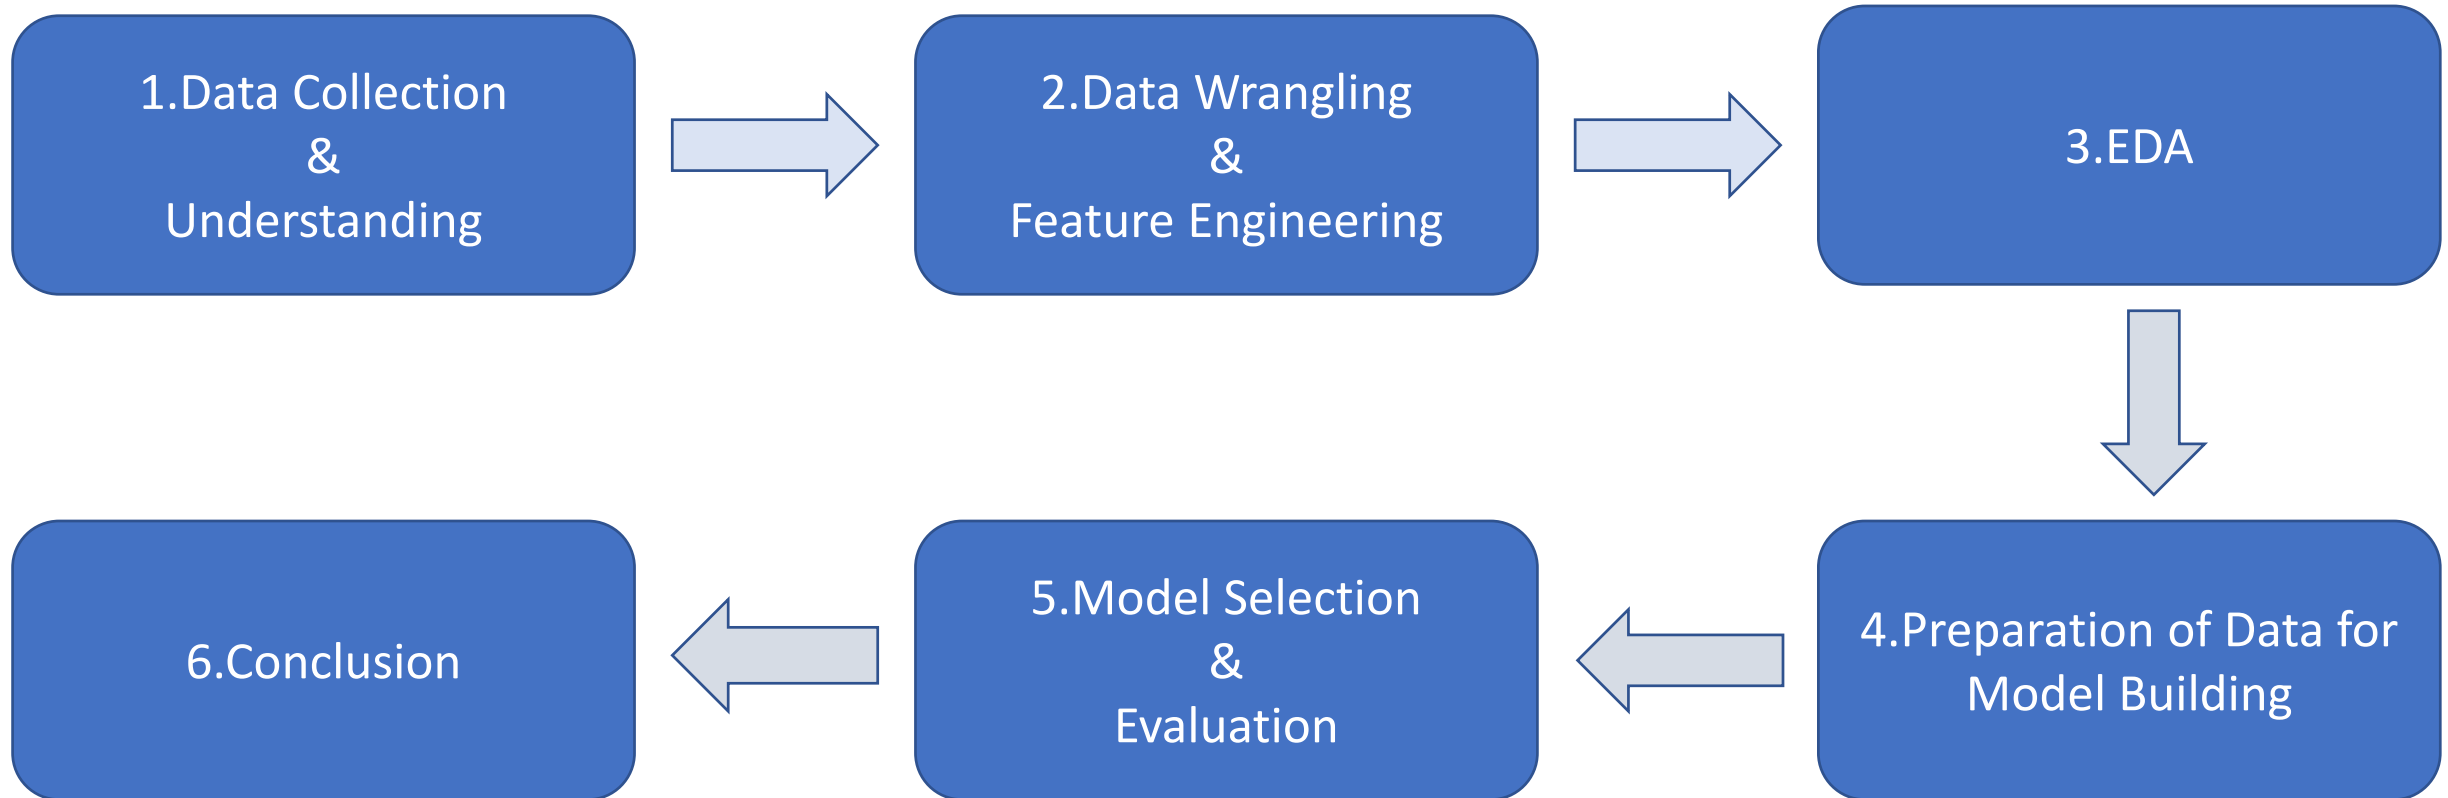 1.Data Collection
&
Understanding
2.Data Wrangling
&
Feature Engineering
3.EDA
4.Preparation of Data for
Model Building
5.Model Selection
&
Evaluation
6.Conclusion